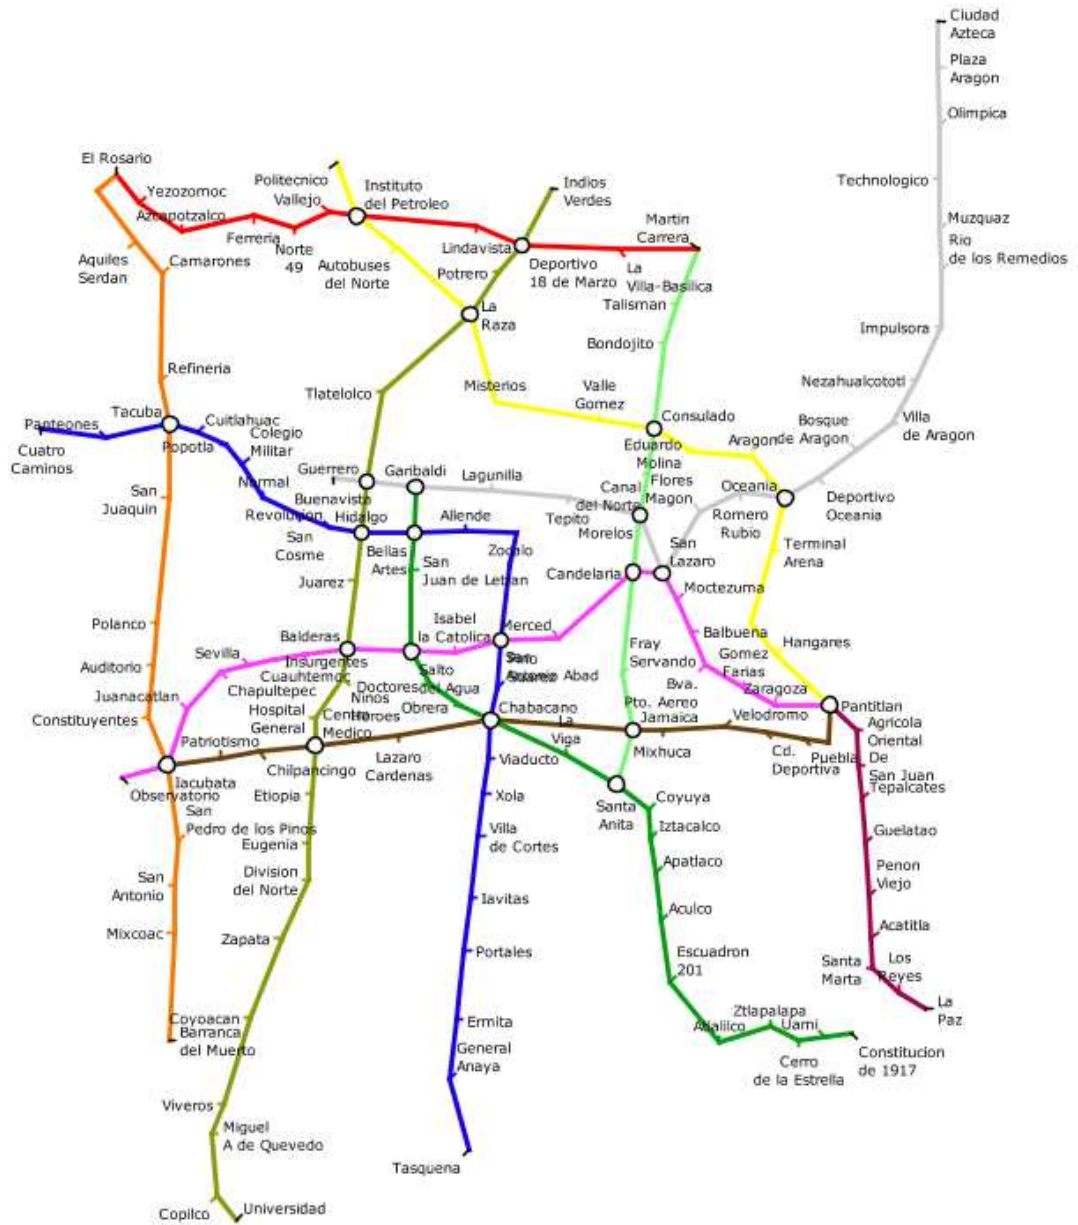 Ciudad
Azteca
Plaza
Aragon
Olimpica
El Rosario
Politecnico
Instituto
del Petroleo
Indios
Verdes
Technologico
Yezozomoc
Vallejo
Azcapotzalco
Martin
Carrera
Muzquaz
Ferreria
Norte
49
Lindavista
Rio
de los Remedios
Aquiles
Serdan
Camarones
Autobuses
del Norte
Potrero
Deportivo
18 de Marzo
La
Villa-Basilica
Talisman
La
Raza
Bondojito
Impulsora
Refineria
Tlatelolco
Misterios
Valle
Gomez
Nezahualcototl
Tacuba
Panteones
Cuitlahuac
Popotla
Colegio
Militar
Consulado
Bosque
de Aragon
Villa
de Aragon
Cuatro
Caminos
Eduardo
Molina
Aragon
San
Juaquin
Normal
Guerrero
Garibaldi
Lagunilla
Flores
Magon
Oceania
Canal
del Norte
Deportivo
Oceania
Buenavista
Revolucion
Hidalgo
Allende
Tepito
Morelos
Romero
Rubio
San
Cosme
Bellas
Artes
San
Juan de Letran
Zocalo
San
Lazaro
Terminal
Arena
Juarez
Candelaria
Moctezuma
Polanco
Balderas
Isabel
la Catolica
Merced
Balbuena
Hangares
Sevilla
Insurgentes
Cuauhtemoc
Fray
Servando
Gomez
Farias
Auditorio
Salto
del Agua
San
Antonio Abad
Zaragoza
Juanacatlan
Chapultepec
Doctores
Ninos
Heroes
Obrera
Chabacano
Bva.
Pto. Aereo
Pantitlan
Constituyentes
Hospital
General
Centro
Medico
La
Viga
Jamaica
Velodromo
Agricola
Oriental
Patriotismo
Chilpancingo
Lazaro
Cardenas
Viaducto
Mixhuca
Cd.
Deportiva
Puebla
De
San Juan
Iacubata
Observatorio
Etiopia
Xola
Santa
Anita
Coyuya
Tepalcates
San
Pedro de los Pinos
Eugenia
Villa
de Cortes
Iztacalco
Guelatao
San
Antonio
Division
del Norte
Iavitas
Apatlaco
Penon
Viejo
Mixcoac
Zapata
Portales
Aculco
Acatitla
Escuadron
201
Santa
Marta
Los
Reyes
Coyoacan
Barranca
del Muerto
Ermita
Ztlapalapa
Atlalilco
Uami
La
Paz
General
Anaya
Cerro
de la Estrella
Constitucion
de 1917
Viveros
Miguel
A de Quevedo
Tasquena
Copilco
Universidad